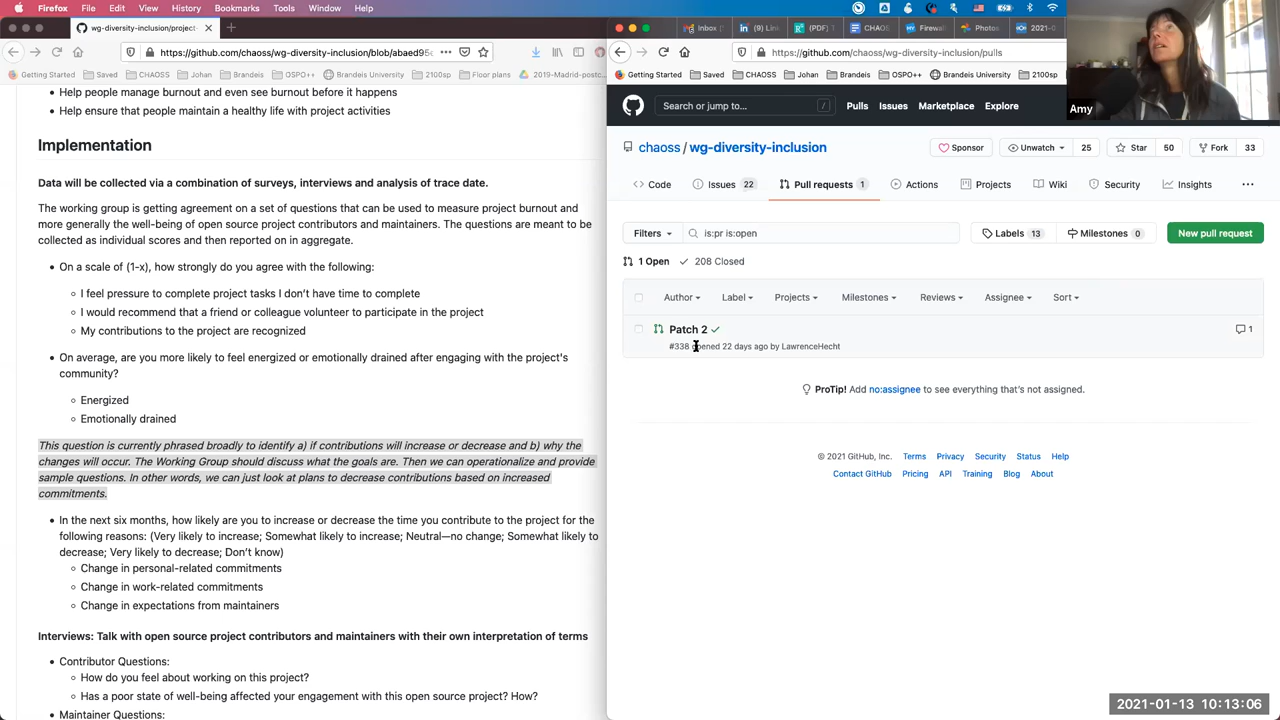 Firefox File Edit View History Bookmarks Tools Window Help
wg-diversity-inclusion/project-
https://github.com/chaoss/wg-diversity-inclusion/blob/abaed95
Getting Started Saved CHAOSS Johan Brandeis OSPO++ Brandeis University 2100sp Floor plans 2019-Madrid-postc...
Help people manage burnout and even see burnout before it happens
Help ensure that people maintain a healthy life with project activities
Implementation
Data will be collected via a combination of surveys, interviews and analysis of trace date.
The working group is getting agreement on a set of questions that can be used to measure project burnout and
more generally the well-being of open source project contributors and maintainers. The questions are meant to be
collected as individual scores and then reported on in aggregate.
On a scale of (1-x), how strongly do you agree with the following:
I feel pressure to complete project tasks I don't have time to complete
I would recommend that a friend or colleague volunteer to participate in the project
My contributions to the project are recognized
On average, are you more likely to feel energized or emotionally drained after engaging with the project's
community?
Energized
Emotionally drained
This question is currently phrased broadly to identify a) if contributions will increase or decrease and b) why the
changes will occur. The Working Group should discuss what the goals are. Then we can operationalize and provide
sample questions. In other words, we can just look at plans to decrease contributions based on increased
commitments.
In the next six months, how likely are you to increase or decrease the time you contribute to the project for the
following reasons: (Very likely to increase; Somewhat likely to increase; Neutral—no change; Somewhat likely to
decrease; Very likely to decrease; Don't know)
Change in personal-related commitments
Change in work-related commitments
Change in expectations from maintainers
Interviews: Talk with open source project contributors and maintainers with their own interpretation of terms
Contributor Questions:
How do you feel about working on this project?
Has a poor state of well-being affected your engagement with this open source project? How?
Maintainer Questions:
Inbox (9) Link [PDF] CHAOS Firewal Photos 2021-0
https://github.com/chaoss/wg-diversity-inclusion/pulls
Getting Started Saved CHAOSS Johan Brandeis OSPO++ Brandeis University 2100sp
Amy
Search or jump to... / Pulls Issues Marketplace Explore
chaoss / wg-diversity-inclusion Sponsor Unwatch 25 Star 50 Fork 33
Code Issues 22 Pull requests 1 Actions Projects Wiki Security Insights
Filters is:pr is:open Labels 13 Milestones 0 New pull request
1 Open 208 Closed
Author Label Projects Milestones Reviews Assignee Sort
Patch 2 1
#338 opened 22 days ago by LawrenceHecht
ProTip! Add no:assignee to see everything that's not assigned.
© 2021 GitHub, Inc. Terms Privacy Security Status Help
Contact GitHub Pricing API Training Blog About
2021-01-13 10:13:06